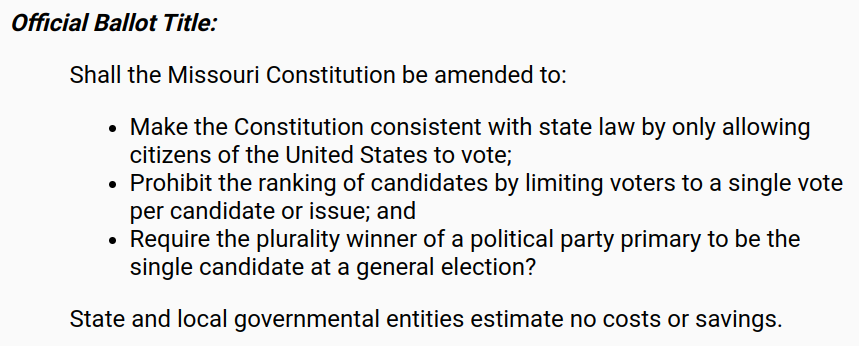 Official Ballot Title:
Shall the Missouri Constitution be amended to:
• Make the Constitution consistent with state law by only allowing
citizens of the United States to vote;
• Prohibit the ranking of candidates by limiting voters to a single vote
per candidate or issue; and
• Require the plurality winner of a political party primary to be the
single candidate at a general election?
State and local governmental entities estimate no costs or savings.